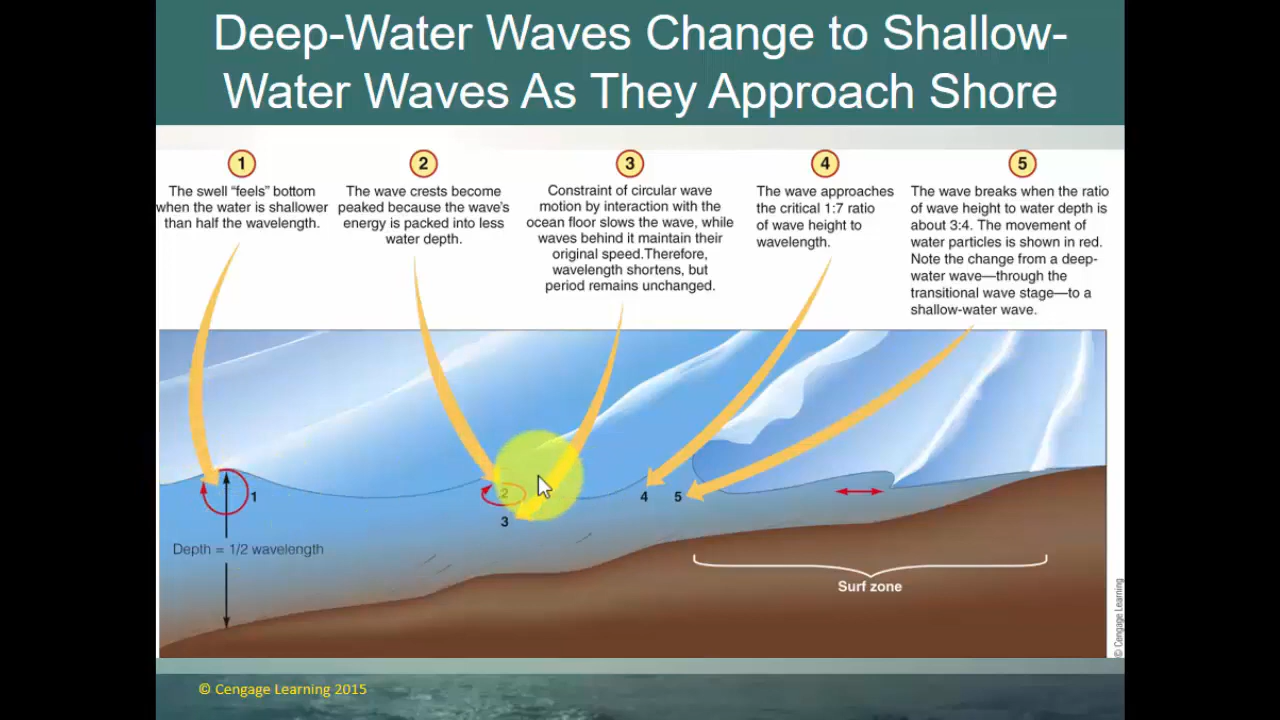 Deep-Water Waves Change to Shallow-
Water Waves As They Approach Shore
1
The swell “feels” bottom
when the water is shallower
than half the wavelength.
2
The wave crests become
peaked because the wave’s
energy is packed into less
water depth.
3
Constraint of circular wave
motion by interaction with the
ocean floor slows the wave, while
waves behind it maintain their
original speed.Therefore,
wavelength shortens, but
period remains unchanged.
4
The wave approaches
the critical 1:7 ratio
of wave height to
wavelength.
5
The wave breaks when the ratio
of wave height to water depth is
about 3:4. The movement of
water particles is shown in red.
Note the change from a deep-
water wave—through the
transitional wave stage—to a
shallow-water wave.
1
2
3
4
5
Depth = 1/2 wavelength
Surf zone
© Cengage Learning
© Cengage Learning 2015